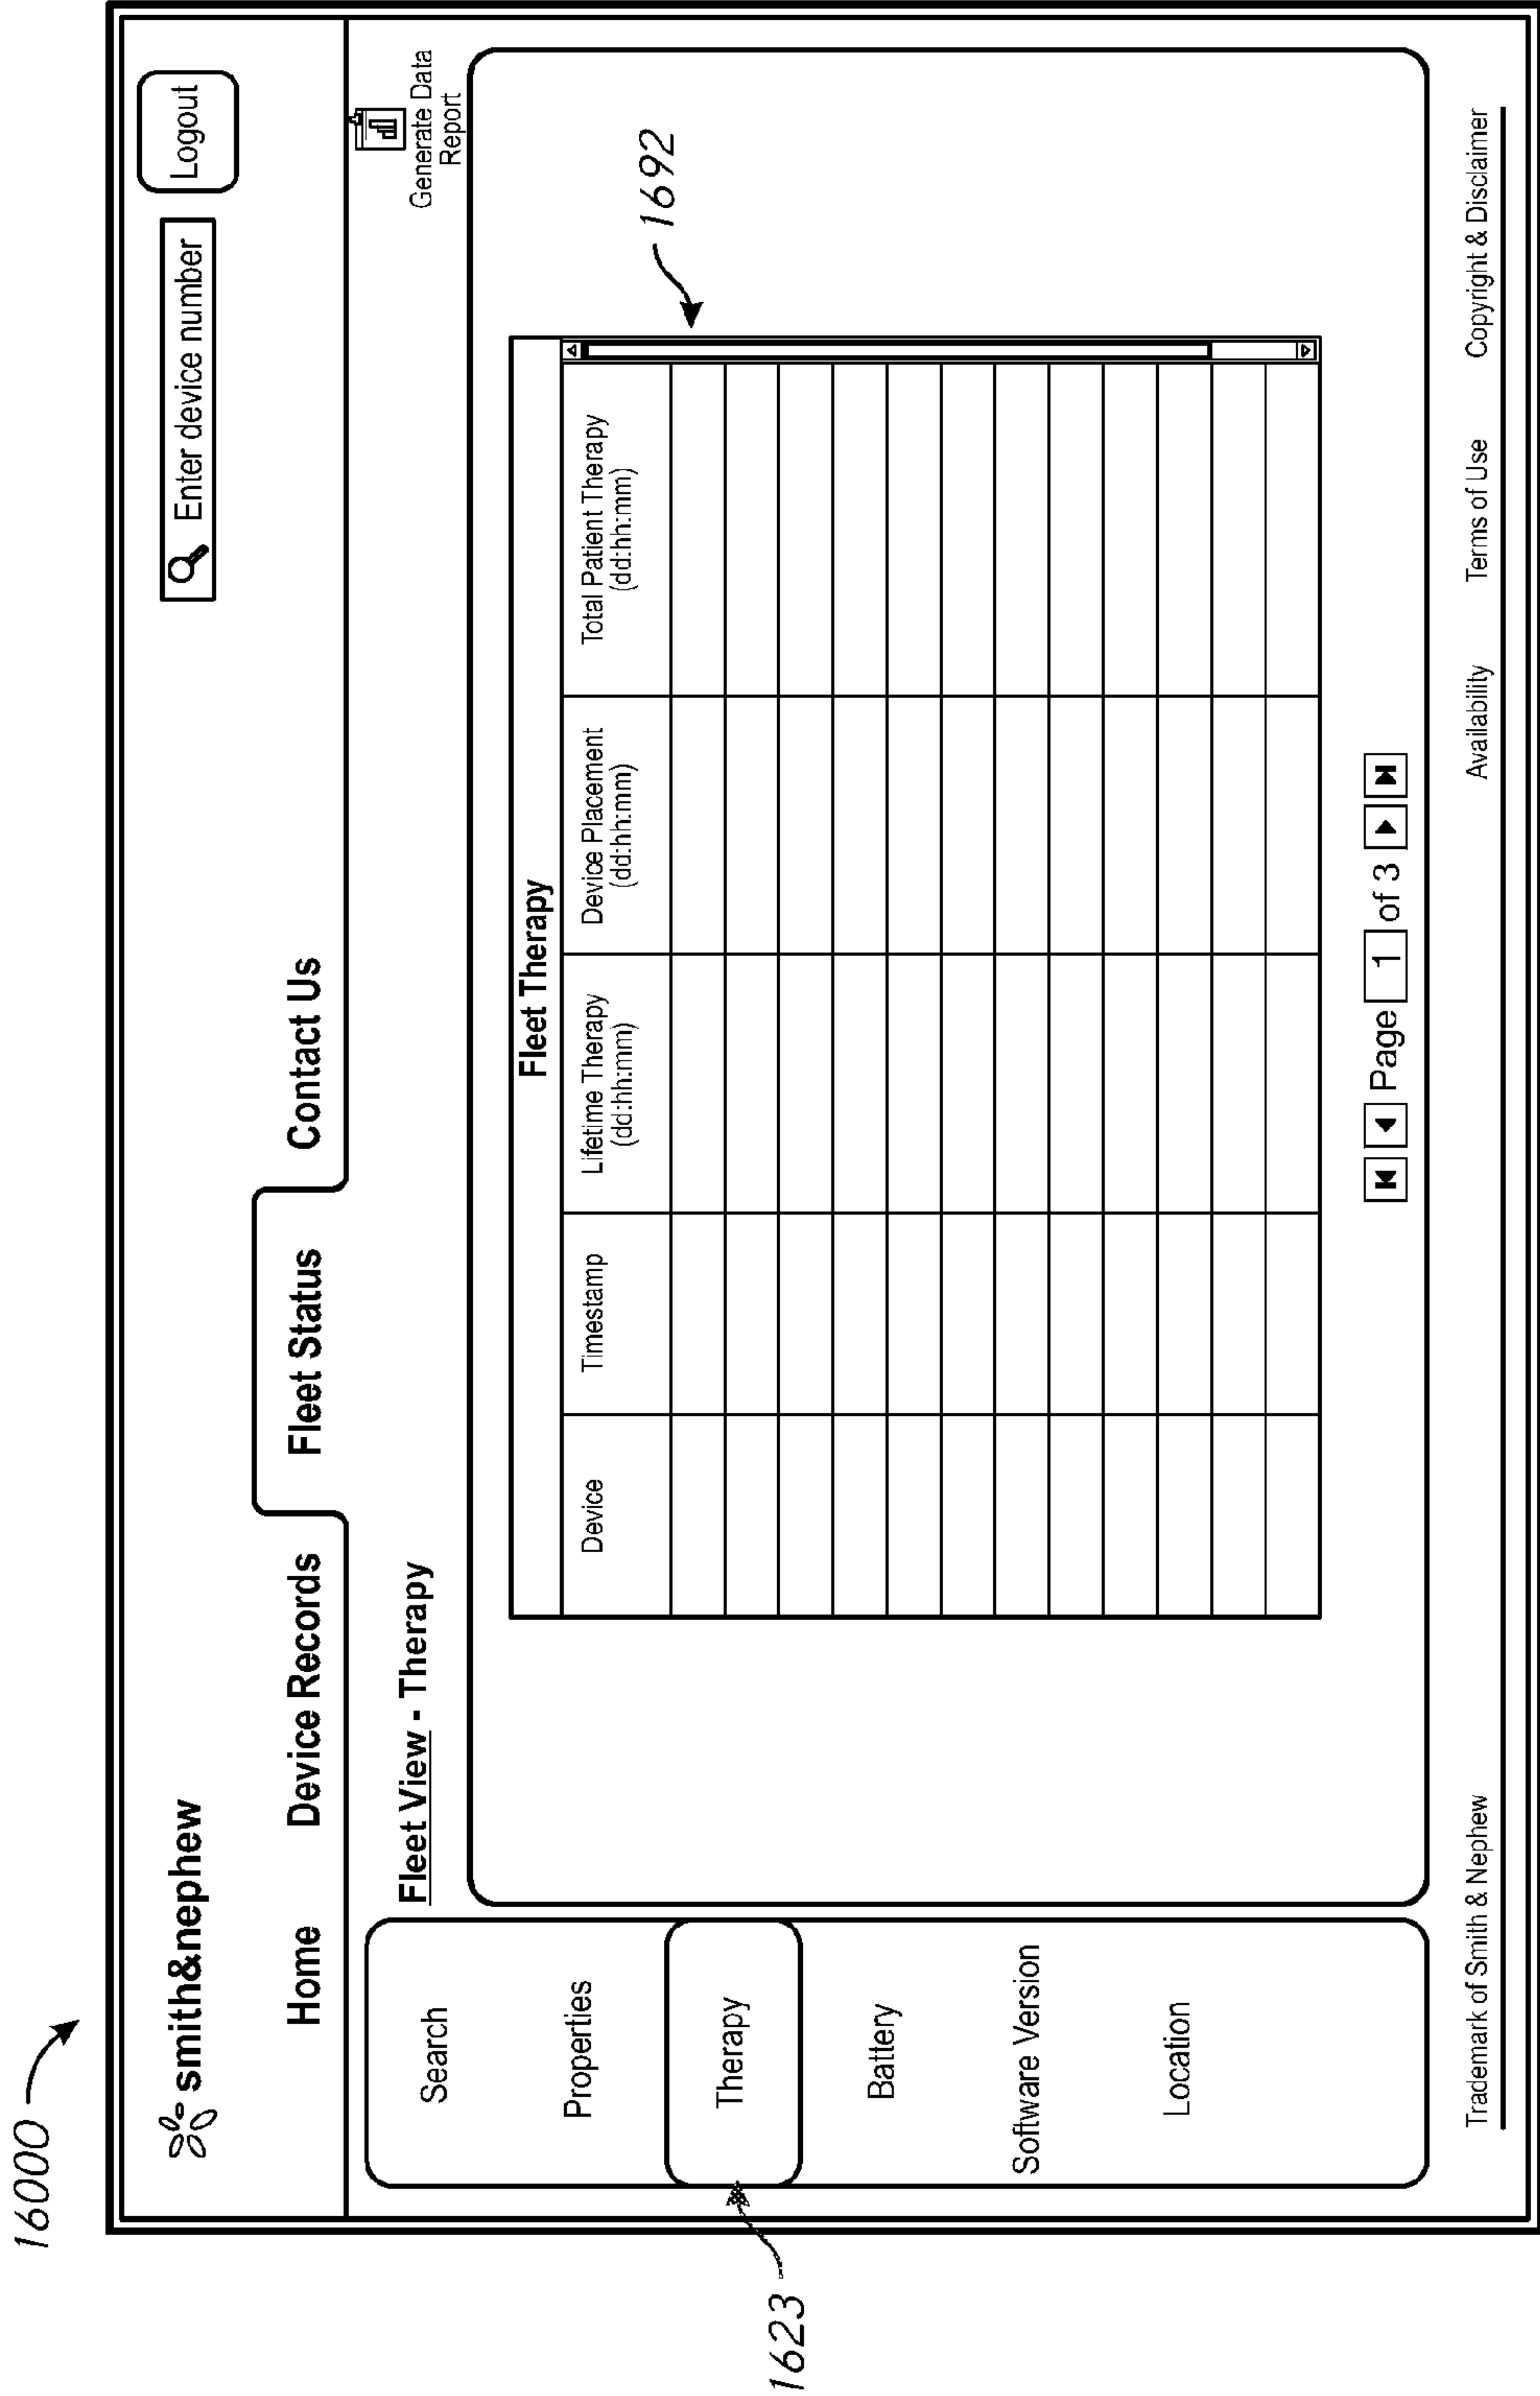 16000
smith&nephew
Enter device number
Logout
Home
Device Records
Fleet Status
Contact Us
Fleet View - Therapy
Generate Data
Report
Search
Properties
Therapy
Battery
Software Version
Location
1623
Fleet Therapy
Device
Timestamp
Lifetime Therapy
(dd:hh:mm)
Device Placement
(dd:hh:mm)
Total Patient Therapy
(dd:hh:mm)
1692
Page 1 of 3
Trademark of Smith & Nephew
Availability
Terms of Use
Copyright & Disclaimer